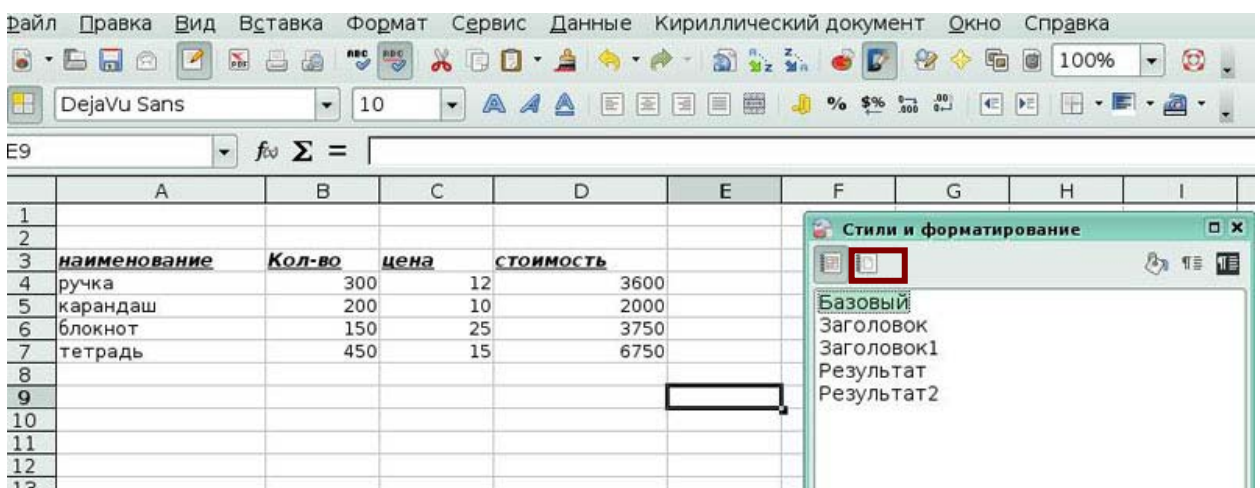 Файл Правка Вид Вставка Формат Сервис Данные Кириллический документ Окно Справка
100%
DejaVu Sans 10
E9
A B C D E F G H I
1
2
3 наименование Кол-во цена стоимость
4 ручка 300 12 3600
5 карандаш 200 10 2000
6 блокнот 150 25 3750
7 тетрадь 450 15 6750
8
9
10
11
12
13
Стили и форматирование
Базовый
Заголовок
Заголовок1
Результат
Результат2